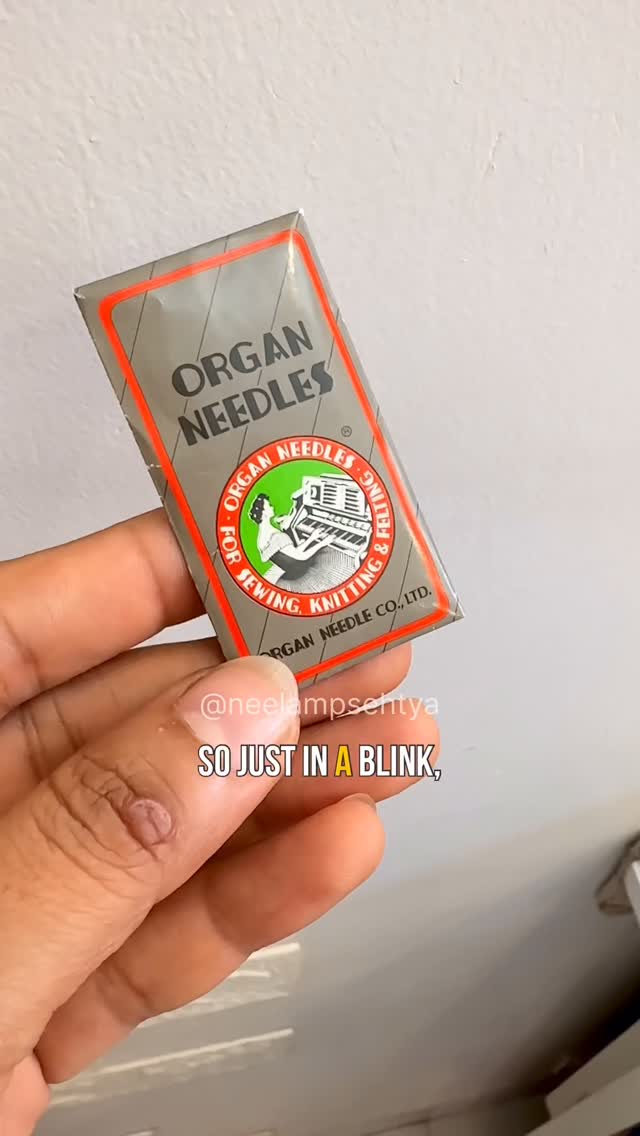 ORGAN
NEEDLES
®
ORGAN NEEDLES · FOR SEWING, KNITTING & FELTING ·
ORGAN NEEDLE CO., LTD.
@neelampsehtya
SO JUST IN A BLINK,